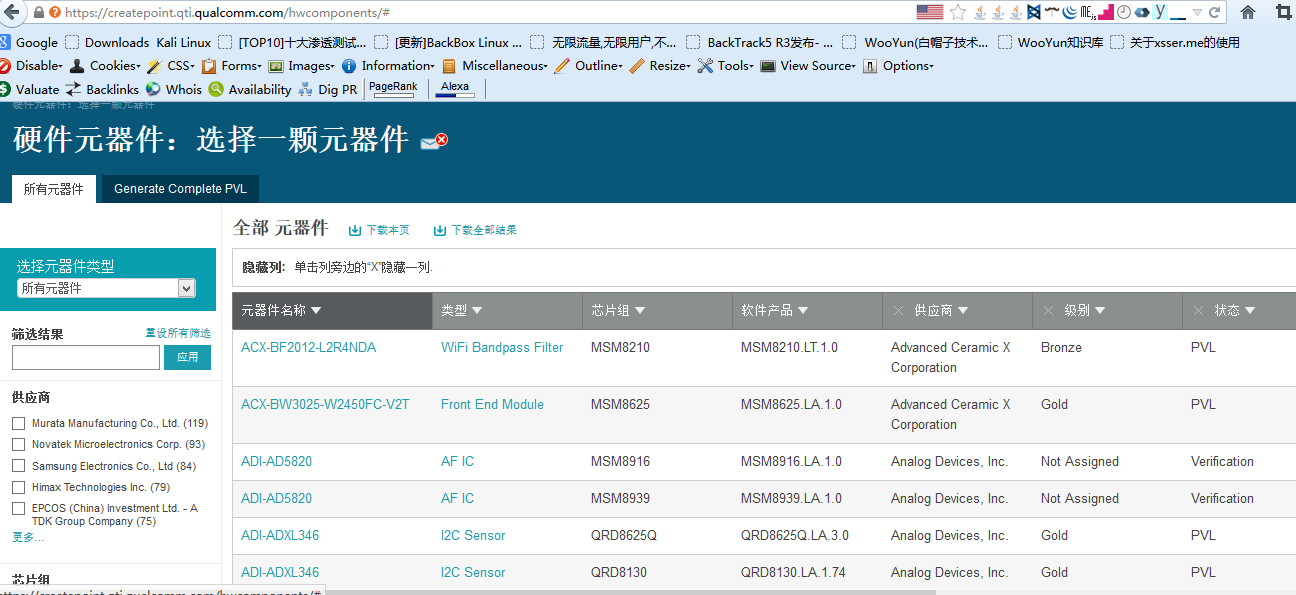 https://createpoint.qti.qualcomm.com/hwcomponents/#
Google Downloads Kali Linux [TOP10]十大渗透测试... [更新]BackBox Linux ... 无限流量,无限用户,不... BackTrack5 R3发布- ... WooYun(白帽子技术... WooYun知识库 关于xsser.me的使用
Disable Cookies CSS Forms Images Information Miscellaneous Outline Resize Tools View Source Options
Valuate Backlinks Whois Availability Dig PR PageRank Alexa
硬件元器件：选择一颗元器件
硬件元器件：选择一颗元器件
所有元器件 Generate Complete PVL
全部 元器件 下载本页 下载全部结果
选择元器件类型
所有元器件
隐藏列: 单击列旁边的“X”隐藏一列.
筛选结果 重设所有筛选
应用
供应商
Murata Manufacturing Co., Ltd. (119)
Novatek Microelectronics Corp. (93)
Samsung Electronics Co., Ltd (84)
Himax Technologies Inc. (79)
EPCOS (China) Investment Ltd. - A
TDK Group Company (75)
更多...
芯片组
元器件名称 类型 芯片组 软件产品 供应商 级别 状态
ACX-BF2012-L2R4NDA WiFi Bandpass Filter MSM8210 MSM8210.LT.1.0 Advanced Ceramic X Bronze PVL
Corporation
ACX-BW3025-W2450FC-V2T Front End Module MSM8625 MSM8625.LA.1.0 Advanced Ceramic X Gold PVL
Corporation
ADI-AD5820 AF IC MSM8916 MSM8916.LA.1.0 Analog Devices, Inc. Not Assigned Verification
ADI-AD5820 AF IC MSM8939 MSM8939.LA.1.0 Analog Devices, Inc. Not Assigned Verification
ADI-ADXL346 I2C Sensor QRD8625Q QRD8625Q.LA.3.0 Analog Devices, Inc. Gold PVL
ADI-ADXL346 I2C Sensor QRD8130 QRD8130.LA.1.74 Analog Devices, Inc. Gold PVL
https://createpoint.qti.qualcomm.com/hwcomponents/#